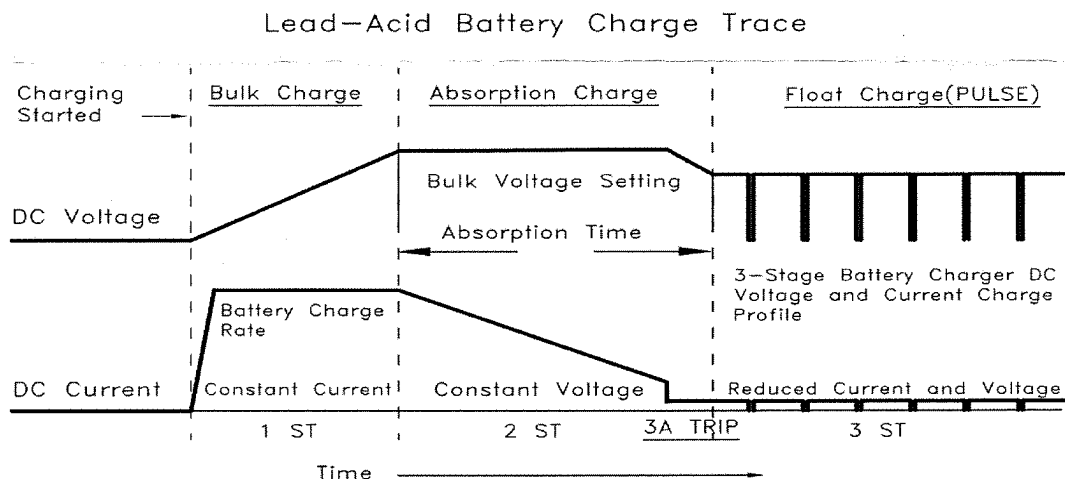 Lead-Acid Battery Charge Trace
Charging
Started
Bulk Charge
Absorption Charge
Float Charge(PULSE)
Bulk Voltage Setting
DC Voltage
Absorption Time
3-Stage Battery Charger DC
Voltage and Current Charge
Profile
Battery Charge
Rate
DC Current
Constant Current
Constant Voltage
Reduced Current and Voltage
1 ST
2 ST
3A TRIP
3 ST
Time